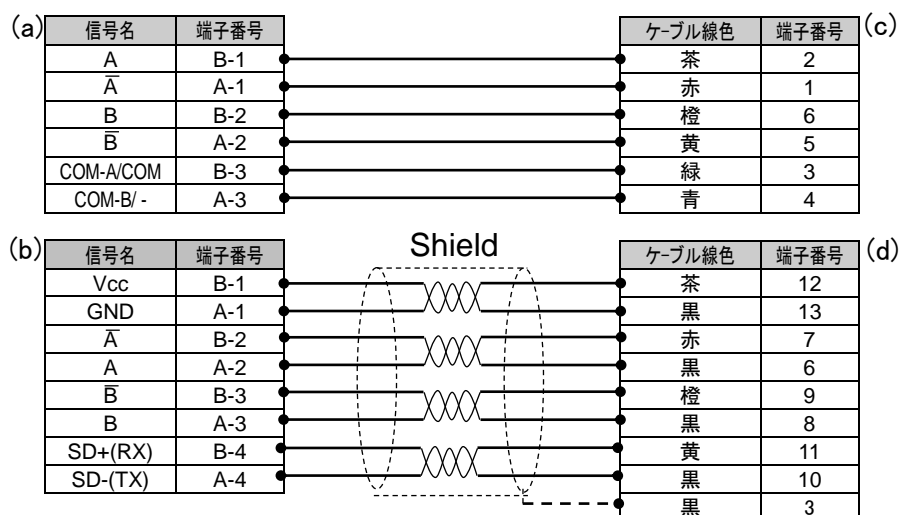 (a) 信号名 端子番号 ケーブル線色 端子番号 (c)
A B-1 茶 2
A̅ A-1 赤 1
B B-2 橙 6
B̅ A-2 黄 5
COM-A/COM B-3 緑 3
COM-B/ - A-3 青 4
(b) 信号名 端子番号 Shield ケーブル線色 端子番号 (d)
Vcc B-1 茶 12
GND A-1 黒 13
A̅ B-2 赤 7
A A-2 黒 6
B̅ B-3 橙 9
B A-3 黒 8
SD+(RX) B-4 黄 11
SD-(TX) A-4 黒 10
黒 3